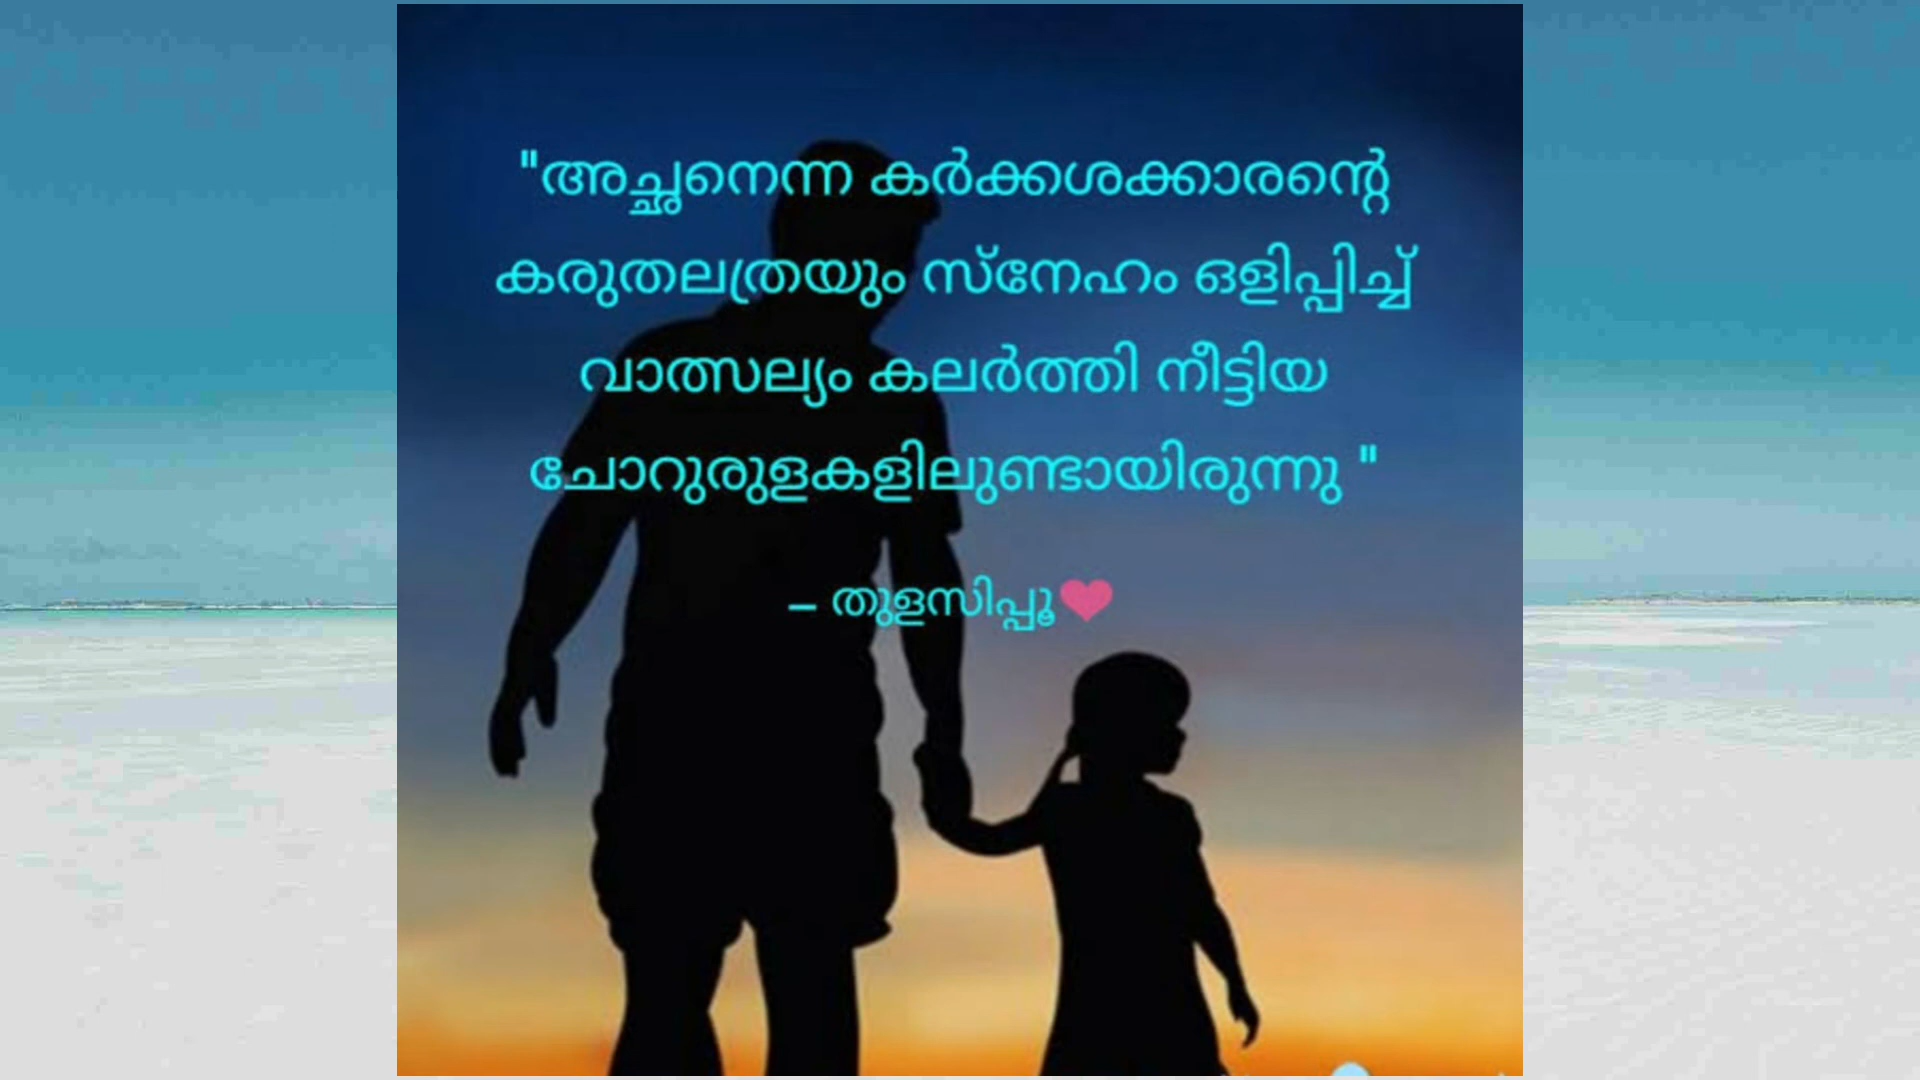 "അച്ഛനെന്ന കർക്കശക്കാരന്റെ
കരുതലത്രയും സ്നേഹം ഒളിപ്പിച്ച്
വാത്സല്യം കലർത്തി നീട്ടിയ
ചോറുരുളകളിലുണ്ടായിരുന്നു "
– തുളസിപ്പൂ❤